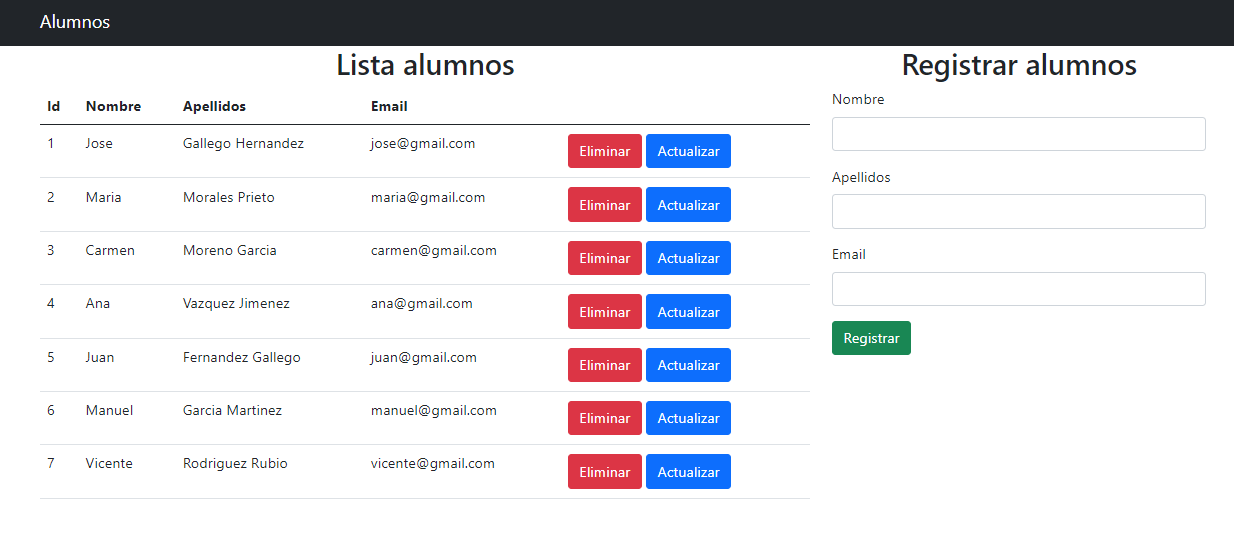 Alumnos
Lista alumnos
Id Nombre Apellidos Email
1 Jose Gallego Hernandez jose@gmail.com Eliminar Actualizar
2 Maria Morales Prieto maria@gmail.com Eliminar Actualizar
3 Carmen Moreno Garcia carmen@gmail.com Eliminar Actualizar
4 Ana Vazquez Jimenez ana@gmail.com Eliminar Actualizar
5 Juan Fernandez Gallego juan@gmail.com Eliminar Actualizar
6 Manuel Garcia Martinez manuel@gmail.com Eliminar Actualizar
7 Vicente Rodriguez Rubio vicente@gmail.com Eliminar Actualizar
Registrar alumnos
Nombre
Apellidos
Email
Registrar